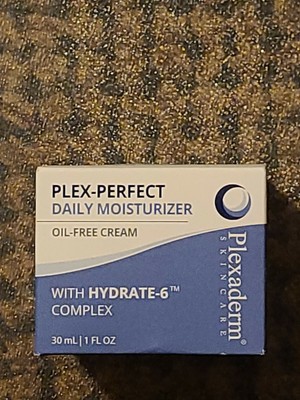 PLEX-PERFECT
DAILY MOISTURIZER
OIL-FREE CREAM
WITH HYDRATE-6™
COMPLEX
30 mL | 1 FL OZ
Plexaderm®
SKINCARE